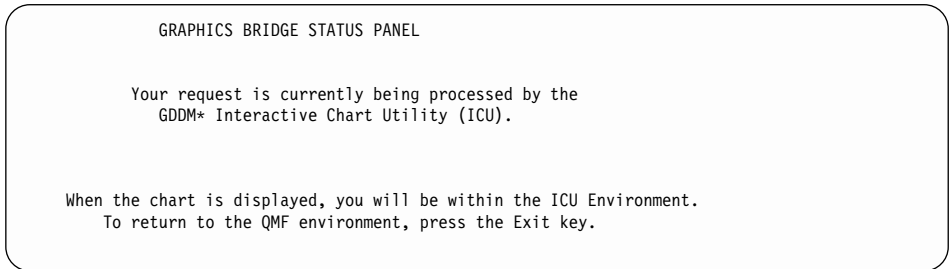 GRAPHICS BRIDGE STATUS PANEL
Your request is currently being processed by the
GDDM* Interactive Chart Utility (ICU).
When the chart is displayed, you will be within the ICU Environment.
To return to the QMF environment, press the Exit key.